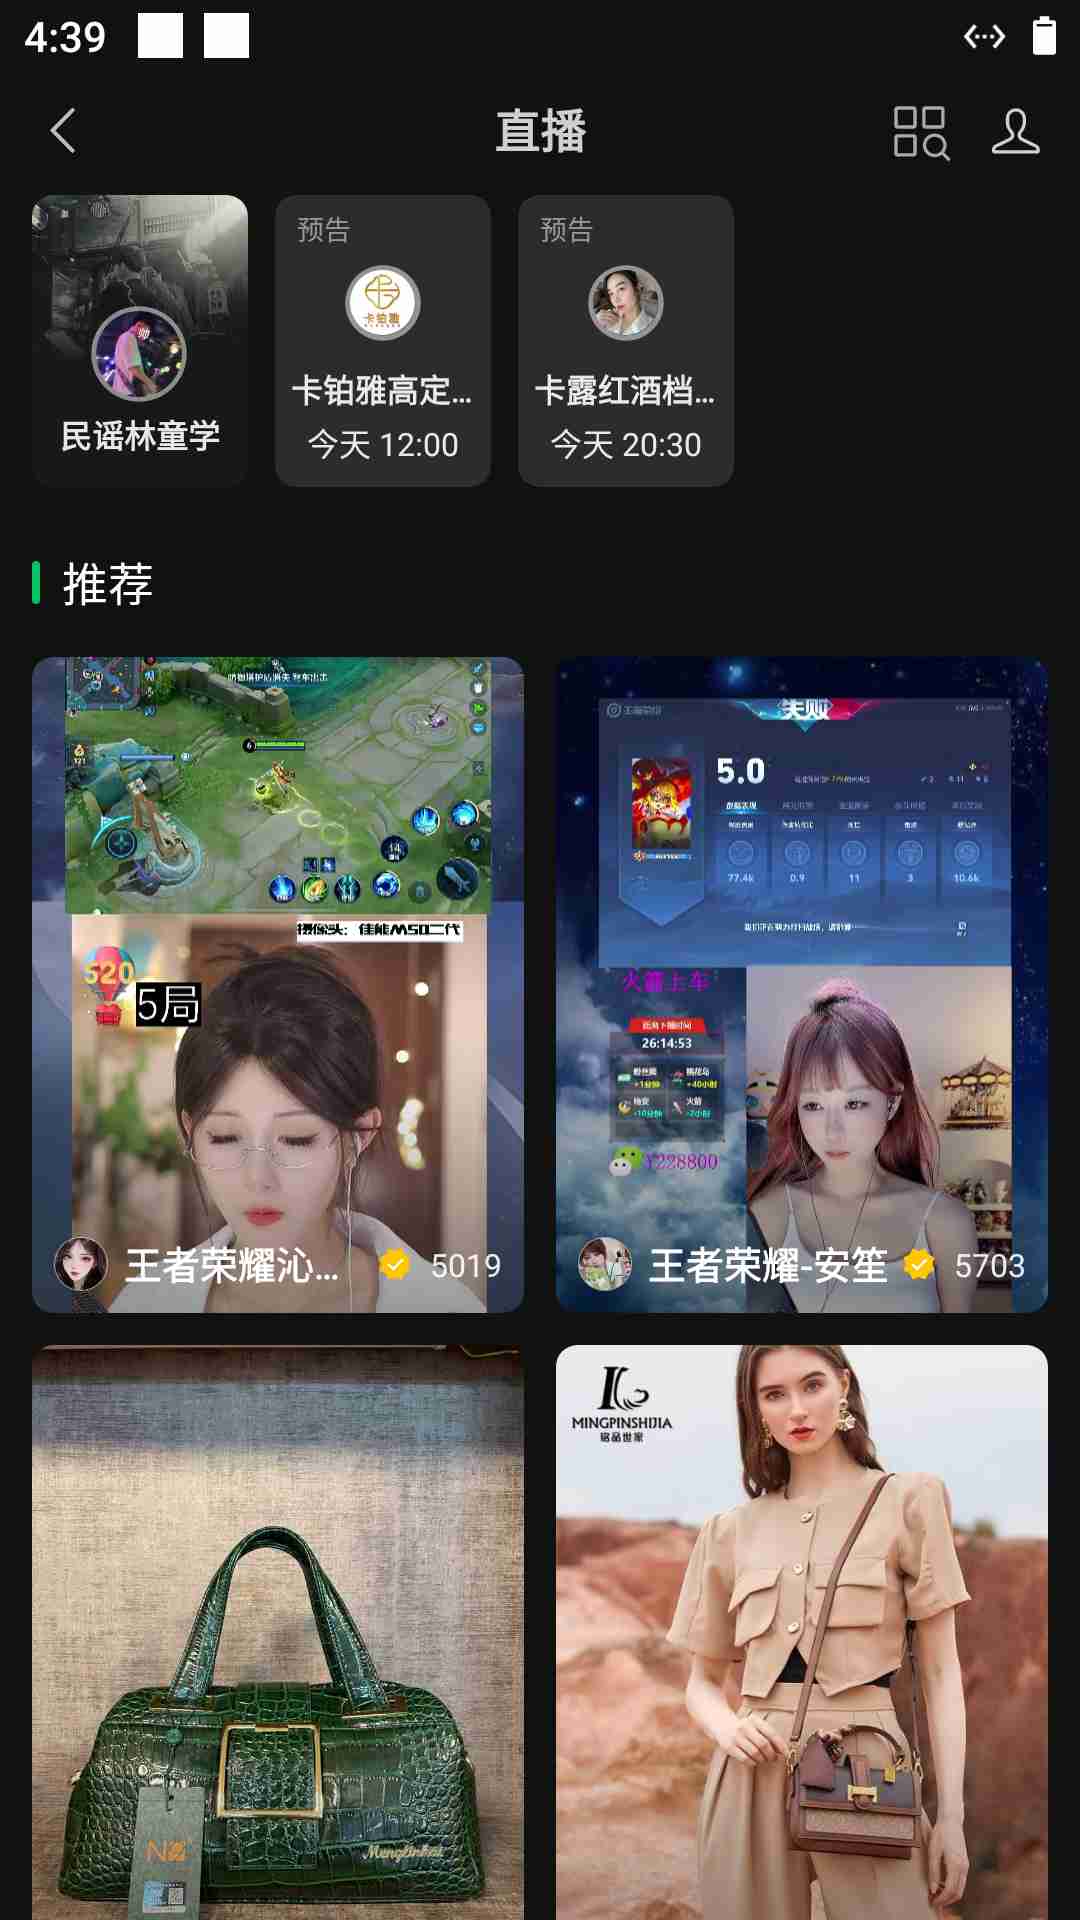 4:39
直播
民谣林童学
预告
卡铂雅
卡铂雅高定...
今天 12:00
预告
卡露红酒档...
今天 20:30
推荐
摄像头：佳能M50二代
520
5局
王者荣耀沁...
5019
失败
5.0
77.4k
0.9
11
3
10.6k
火箭上车
26:14:53
¥228800
王者荣耀-安笙
5703
MINGPINSHIJIA
铭品世家